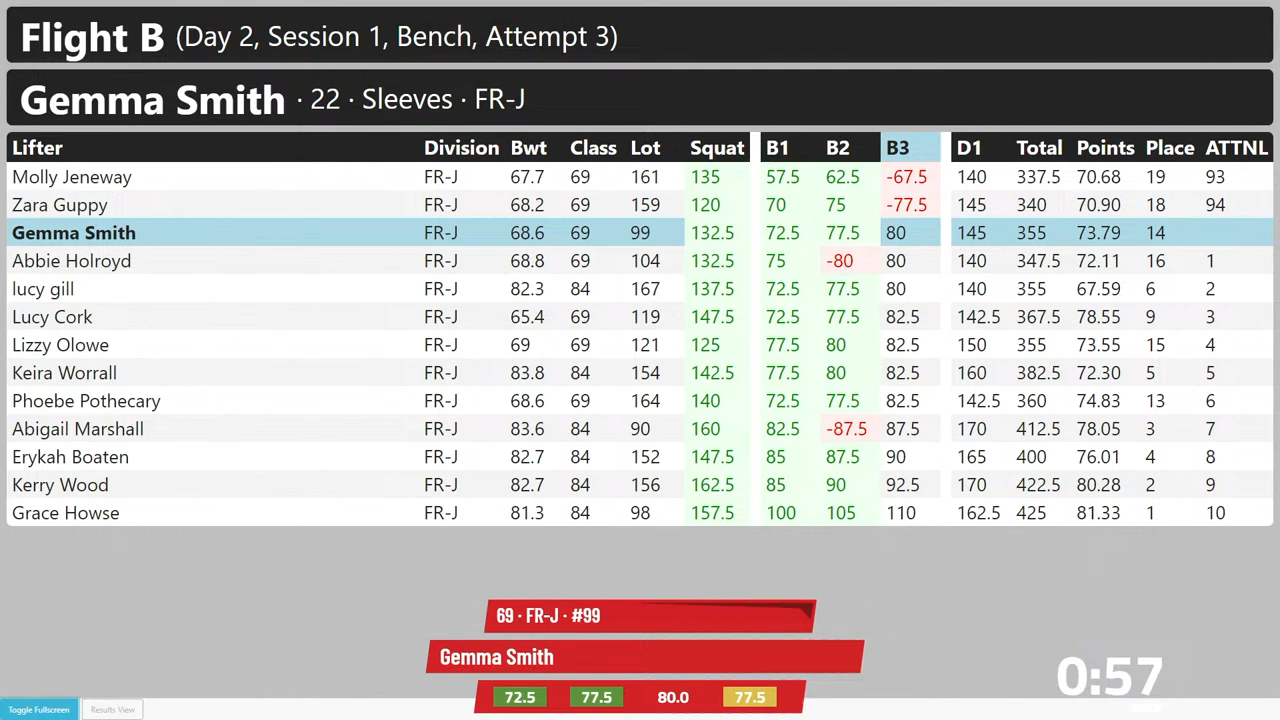 Flight B (Day 2, Session 1, Bench, Attempt 3)
Gemma Smith · 22 · Sleeves · FR-J
Lifter Division Bwt Class Lot Squat B1 B2 B3 D1 Total Points Place ATTNL
Molly Jeneway FR-J 67.7 69 161 135 57.5 62.5 -67.5 140 337.5 70.68 19 93
Zara Guppy FR-J 68.2 69 159 120 70 75 -77.5 145 340 70.90 18 94
Gemma Smith FR-J 68.6 69 99 132.5 72.5 77.5 80 145 355 73.79 14
Abbie Holroyd FR-J 68.8 69 104 132.5 75 -80 80 140 347.5 72.11 16 1
lucy gill FR-J 82.3 84 167 137.5 72.5 77.5 80 140 355 67.59 6 2
Lucy Cork FR-J 65.4 69 119 147.5 72.5 77.5 82.5 142.5 367.5 78.55 9 3
Lizzy Olowe FR-J 69 69 121 125 77.5 80 82.5 150 355 73.55 15 4
Keira Worrall FR-J 83.8 84 154 142.5 77.5 80 82.5 160 382.5 72.30 5 5
Phoebe Pothecary FR-J 68.6 69 164 140 72.5 77.5 82.5 142.5 360 74.83 13 6
Abigail Marshall FR-J 83.6 84 90 160 82.5 -87.5 87.5 170 412.5 78.05 3 7
Erykah Boaten FR-J 82.7 84 152 147.5 85 87.5 90 165 400 76.01 4 8
Kerry Wood FR-J 82.7 84 156 162.5 85 90 92.5 170 422.5 80.28 2 9
Grace Howse FR-J 81.3 84 98 157.5 100 105 110 162.5 425 81.33 1 10
69 · FR-J · #99
Gemma Smith
72.5 77.5 80.0 77.5
0:57
Toggle Fullscreen Results View